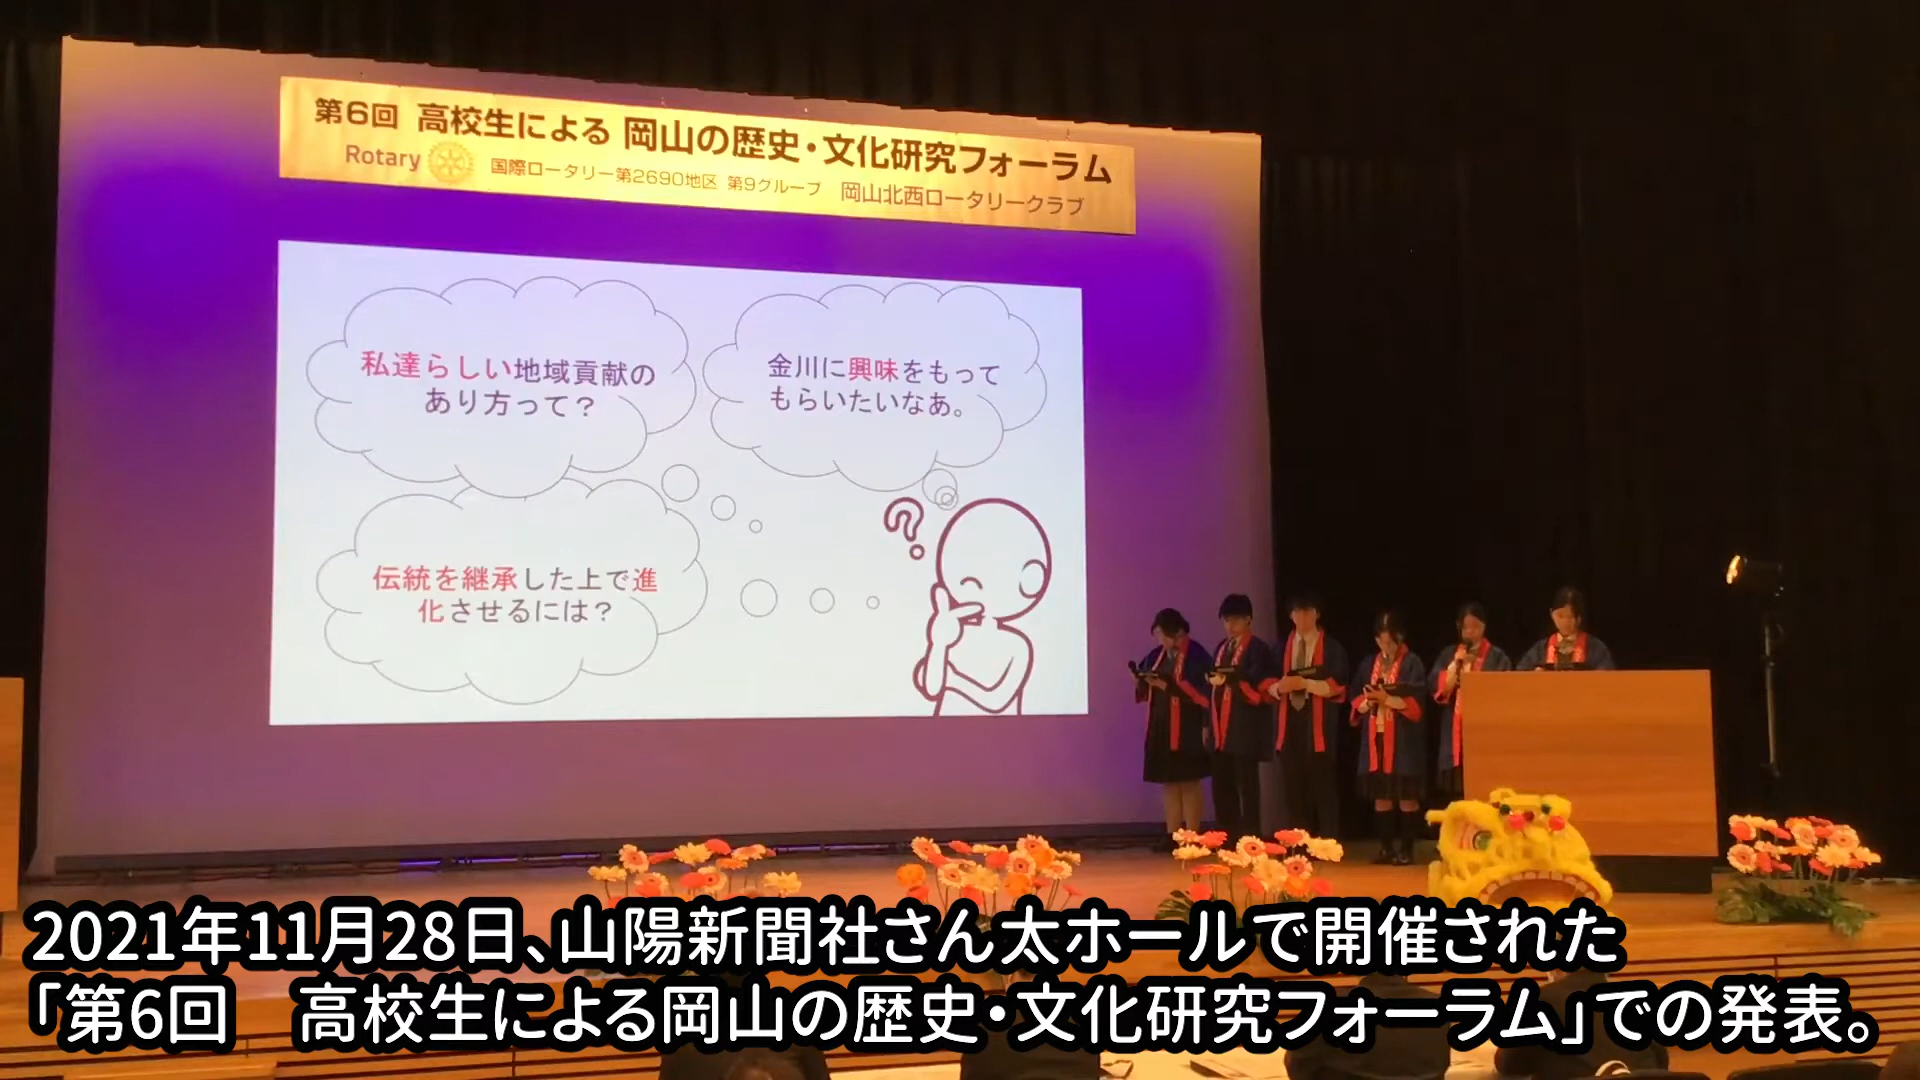 第6回 高校生による 岡山の歴史・文化研究フォーラム
Rotary 国際ロータリー第2690地区 第9グループ 岡山北西ロータリークラブ
私達らしい地域貢献の
あり方って？
金川に興味をもって
もらいたいなあ。
伝統を継承した上で進
化させるには？
?
2021年11月28日、山陽新聞社さん太ホールで開催された
「第6回　高校生による岡山の歴史・文化研究フォーラム」での発表。